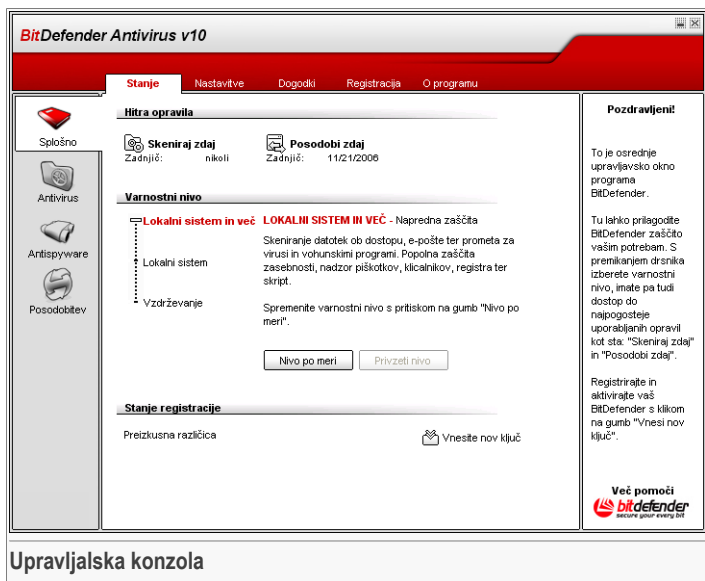 BitDefender Antivirus v10
Stanje
Nastavitve
Dogodki
Registracija
O programu
Splošno
Antivirus
Antispyware
Posodobitev
Hitra opravila
Skeniraj zdaj
Zadnjič: nikoli
Posodobi zdaj
Zadnjič: 11/21/2006
Varnostni nivo
Lokalni sistem in več
Lokalni sistem
Vzdrževanje
LOKALNI SISTEM IN VEČ - Napredna zaščita
Skeniranje datotek ob dostopu, e-pošte ter prometa za
virusi in vohunskimi programi. Popolna zaščita
zasebnosti, nadzor piškotkov, klicalnikov, registra ter
skript.
Spremenite varnostni nivo s pritiskom na gumb "Nivo po
meri".
Nivo po meri
Privzeti nivo
Stanje registracije
Preizkusna različica
Vnesite nov ključ
Pozdravljeni!
To je osrednje
upravljavsko okno
programa
BitDefender.
Tu lahko prilagodite
BitDefender zaščito
vašim potrebam. S
premikanjem drsnika
izberete varnostni
nivo, imate pa tudi
dostop do
najpogosteje
uporabljanih opravil
kot sta: "Skeniraj zdaj"
in "Posodobi zdaj".
Registrirajte in
aktivirajte vaš
BitDefender s klikom
na gumb "Vnesi nov
ključ".
Več pomoči
bitdefender
secure your every bit
Upravljalska konzola